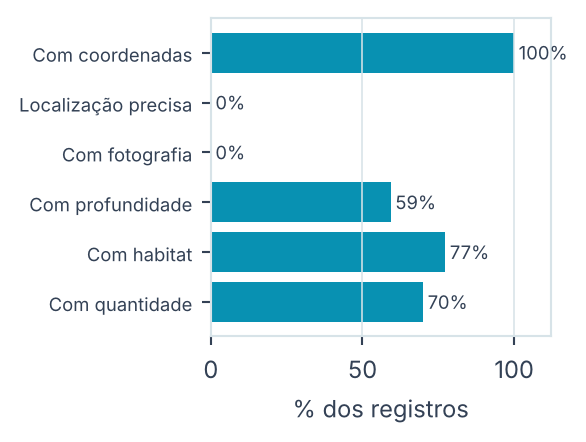 Com coordenadas 100%
Localização precisa 0%
Com fotografia 0%
Com profundidade 59%
Com habitat 77%
Com quantidade 70%
0 50 100
% dos registros